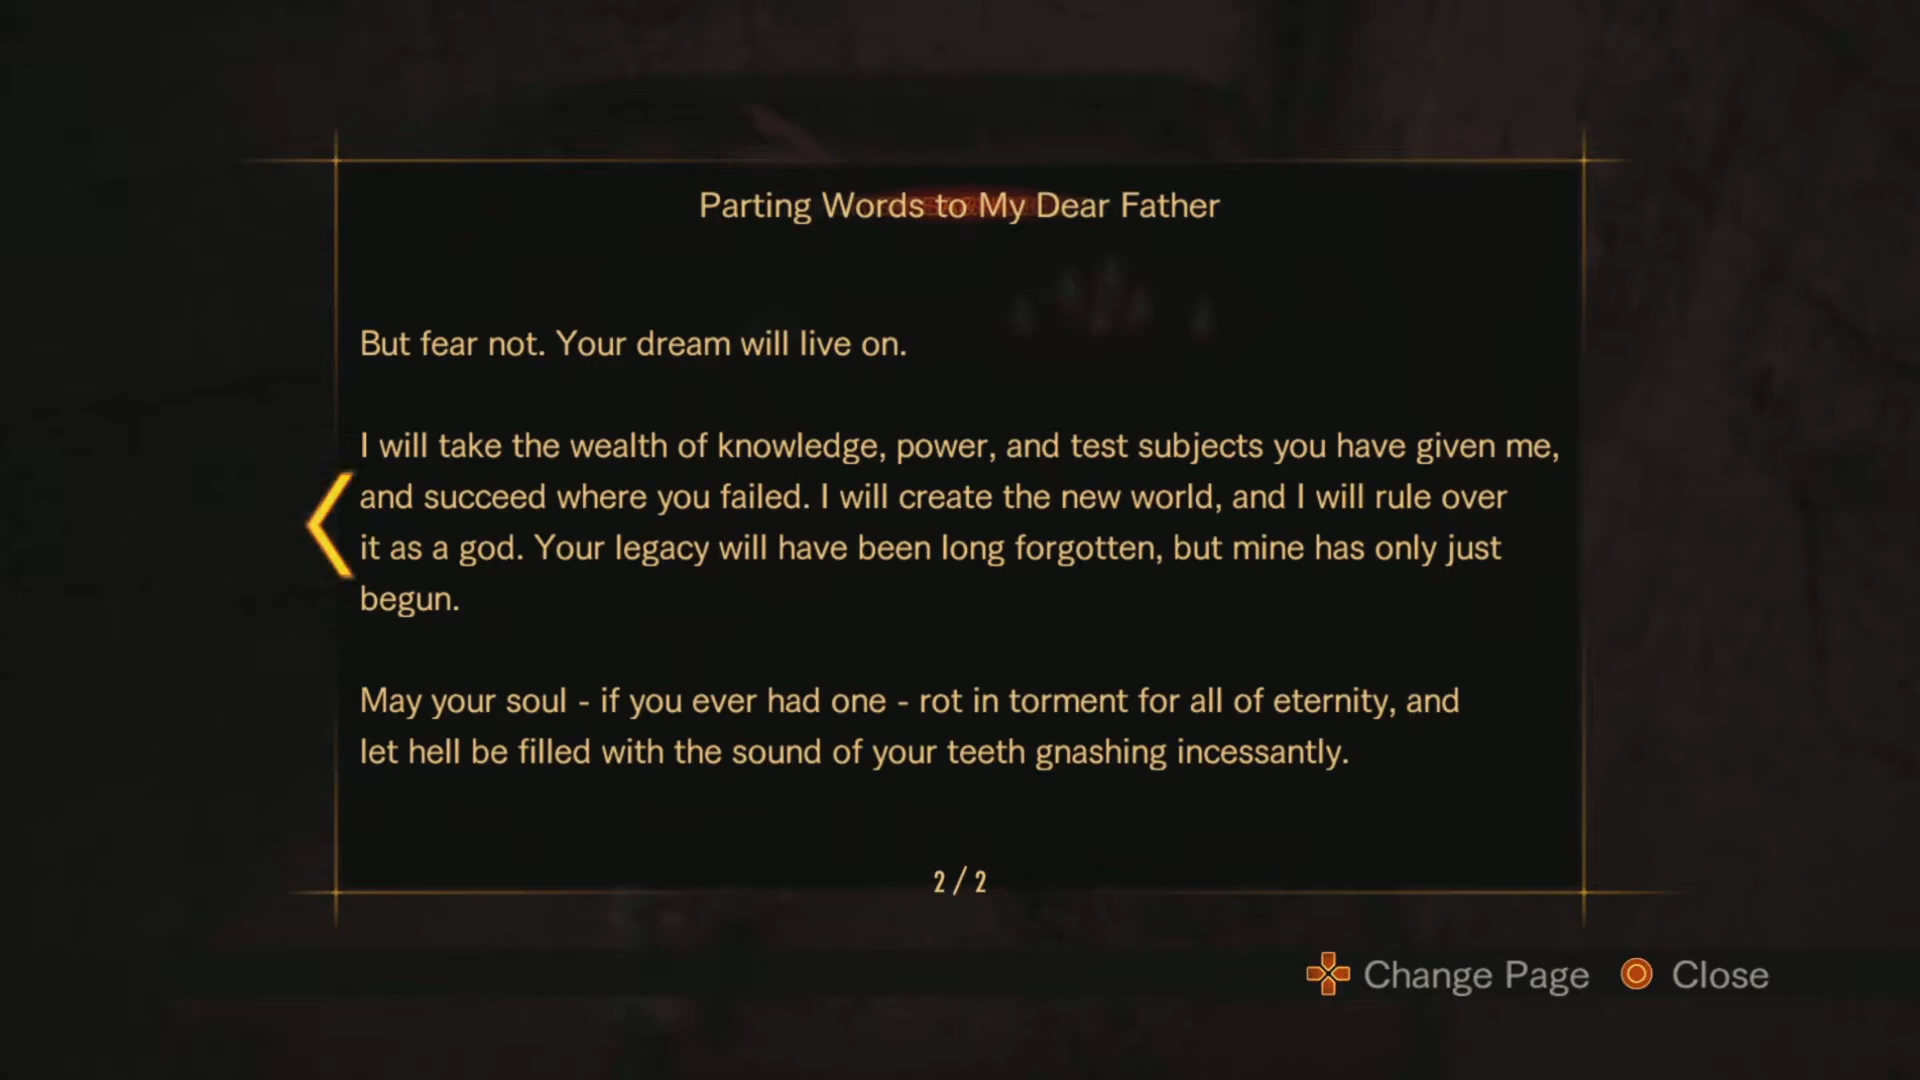 Parting Words to My Dear Father
But fear not. Your dream will live on.
I will take the wealth of knowledge, power, and test subjects you have given me,
and succeed where you failed. I will create the new world, and I will rule over
it as a god. Your legacy will have been long forgotten, but mine has only just
begun.
May your soul - if you ever had one - rot in torment for all of eternity, and
let hell be filled with the sound of your teeth gnashing incessantly.
2/2
Change Page
Close